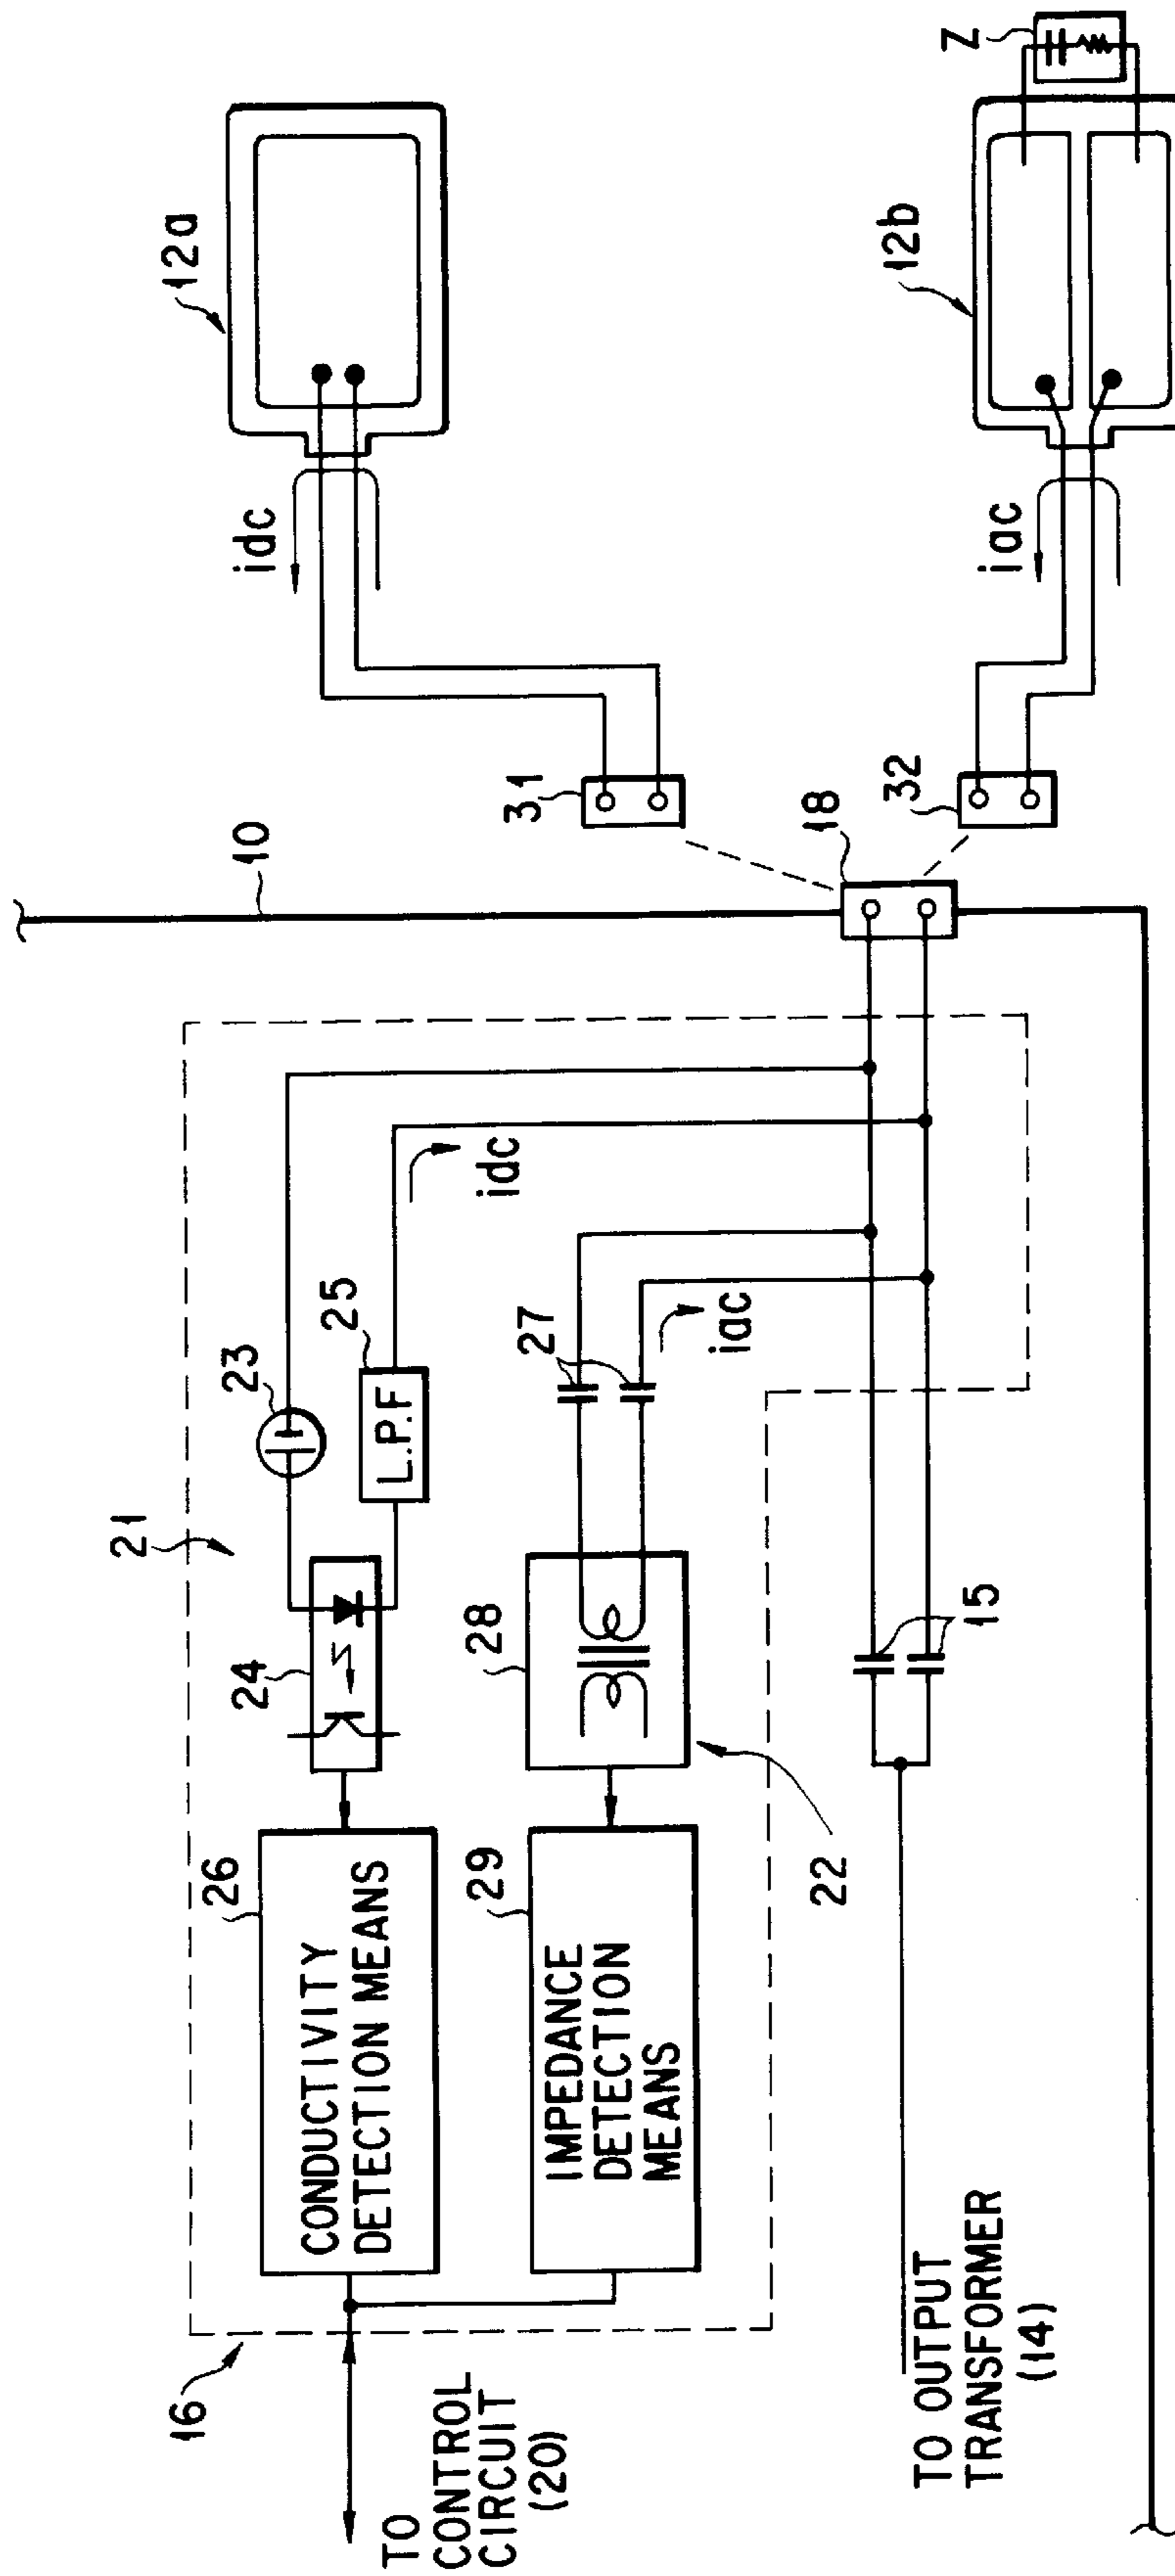 16
21
23
10
12a
26
24
25
idc
CONDUCTIVITY
DETECTION MEANS
L.P.F
idc
31
TO
CONTROL
CIRCUIT
(20)
29
28
27
IMPEDANCE
DETECTION
MEANS
iac
18
32
iac
12b
Z
22
15
TO OUTPUT
TRANSFORMER
(14)